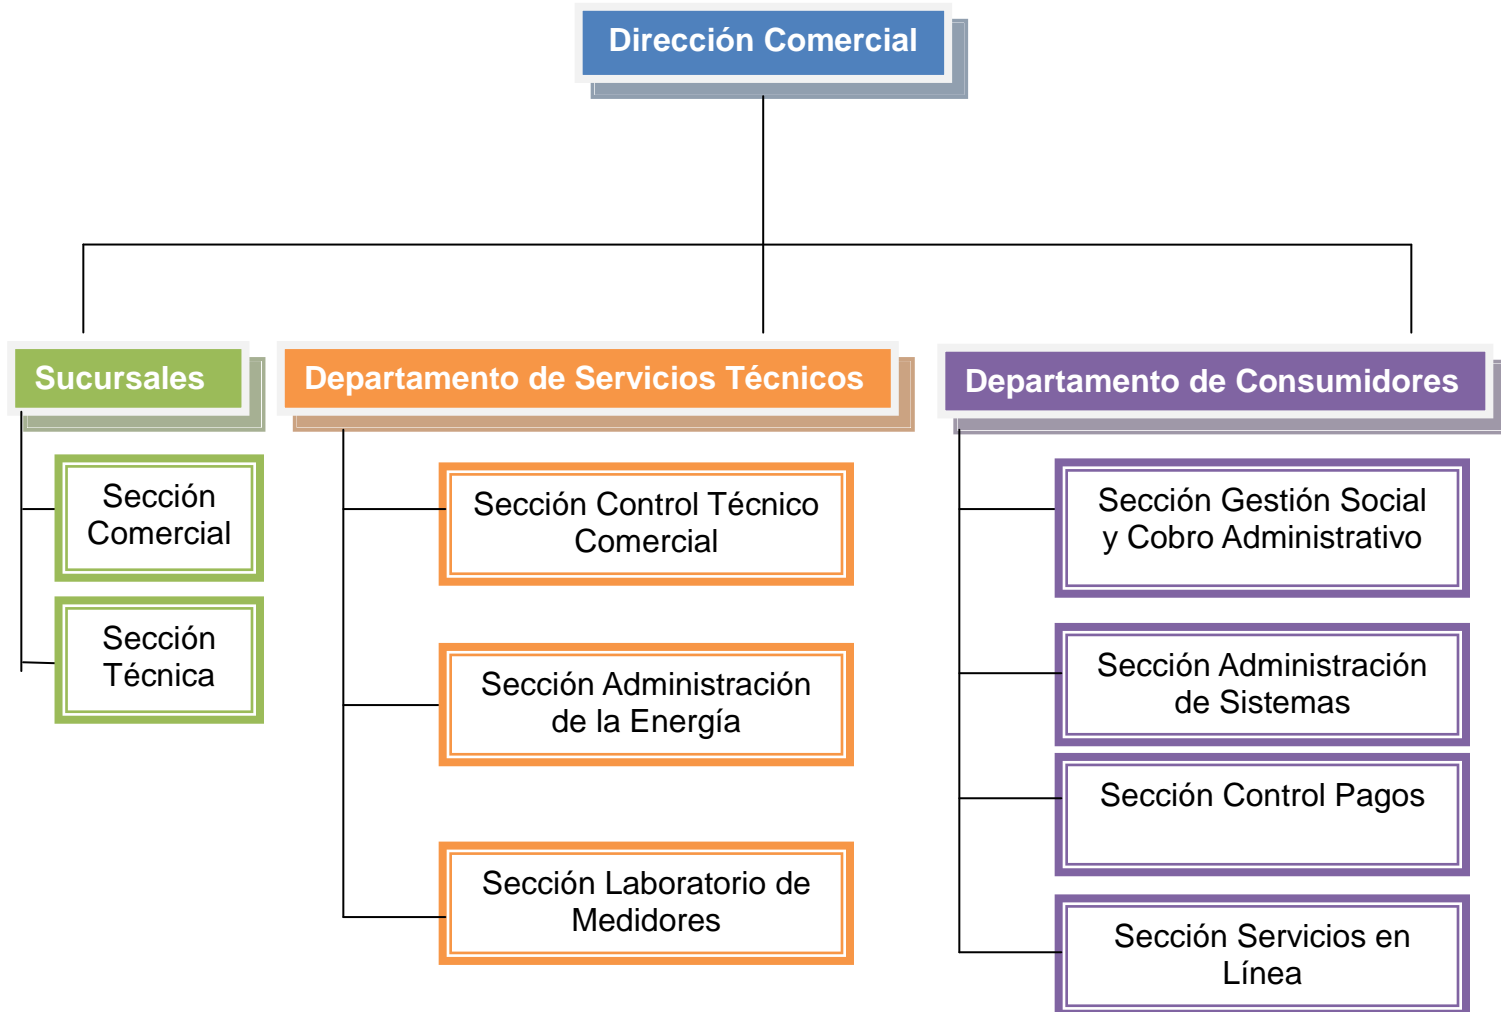 Dirección Comercial
Sucursales
Departamento de Servicios Técnicos
Departamento de Consumidores
Sección
Comercial
Sección
Técnica
Sección Control Técnico
Comercial
Sección Administración
de la Energía
Sección Laboratorio de
Medidores
Sección Gestión Social
y Cobro Administrativo
Sección Administración
de Sistemas
Sección Control Pagos
Sección Servicios en
Línea